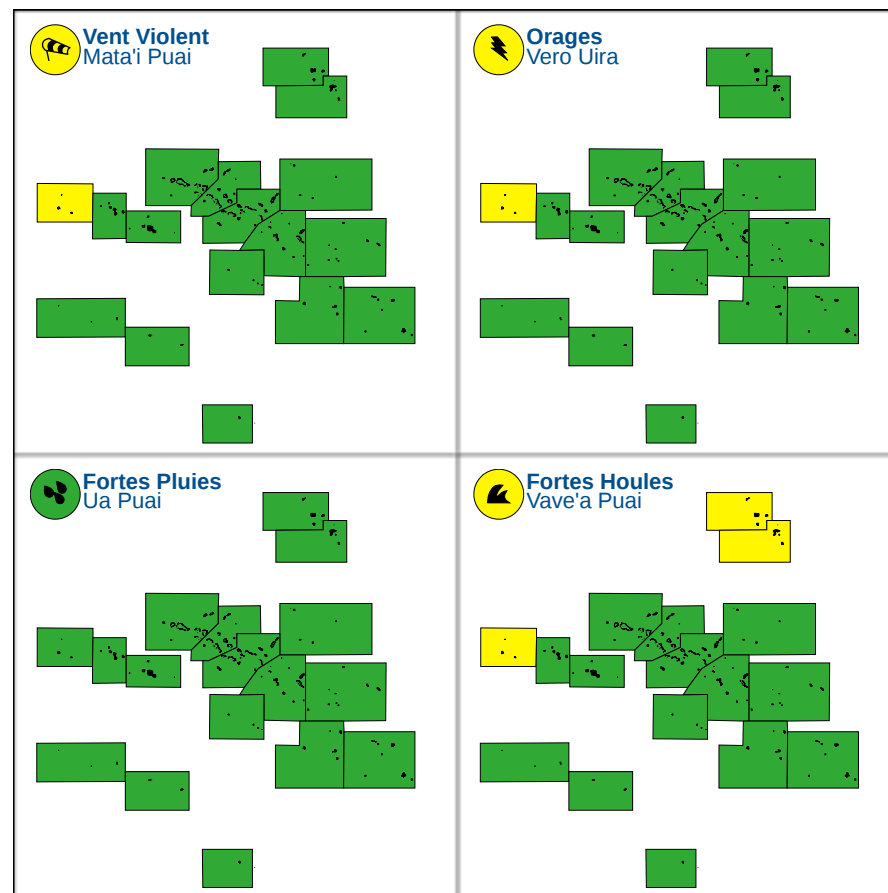 Vent Violent
Mata'i Puai
Orages
Vero Uira
Fortes Pluies
Ua Puai
Fortes Houles
Vave'a Puai